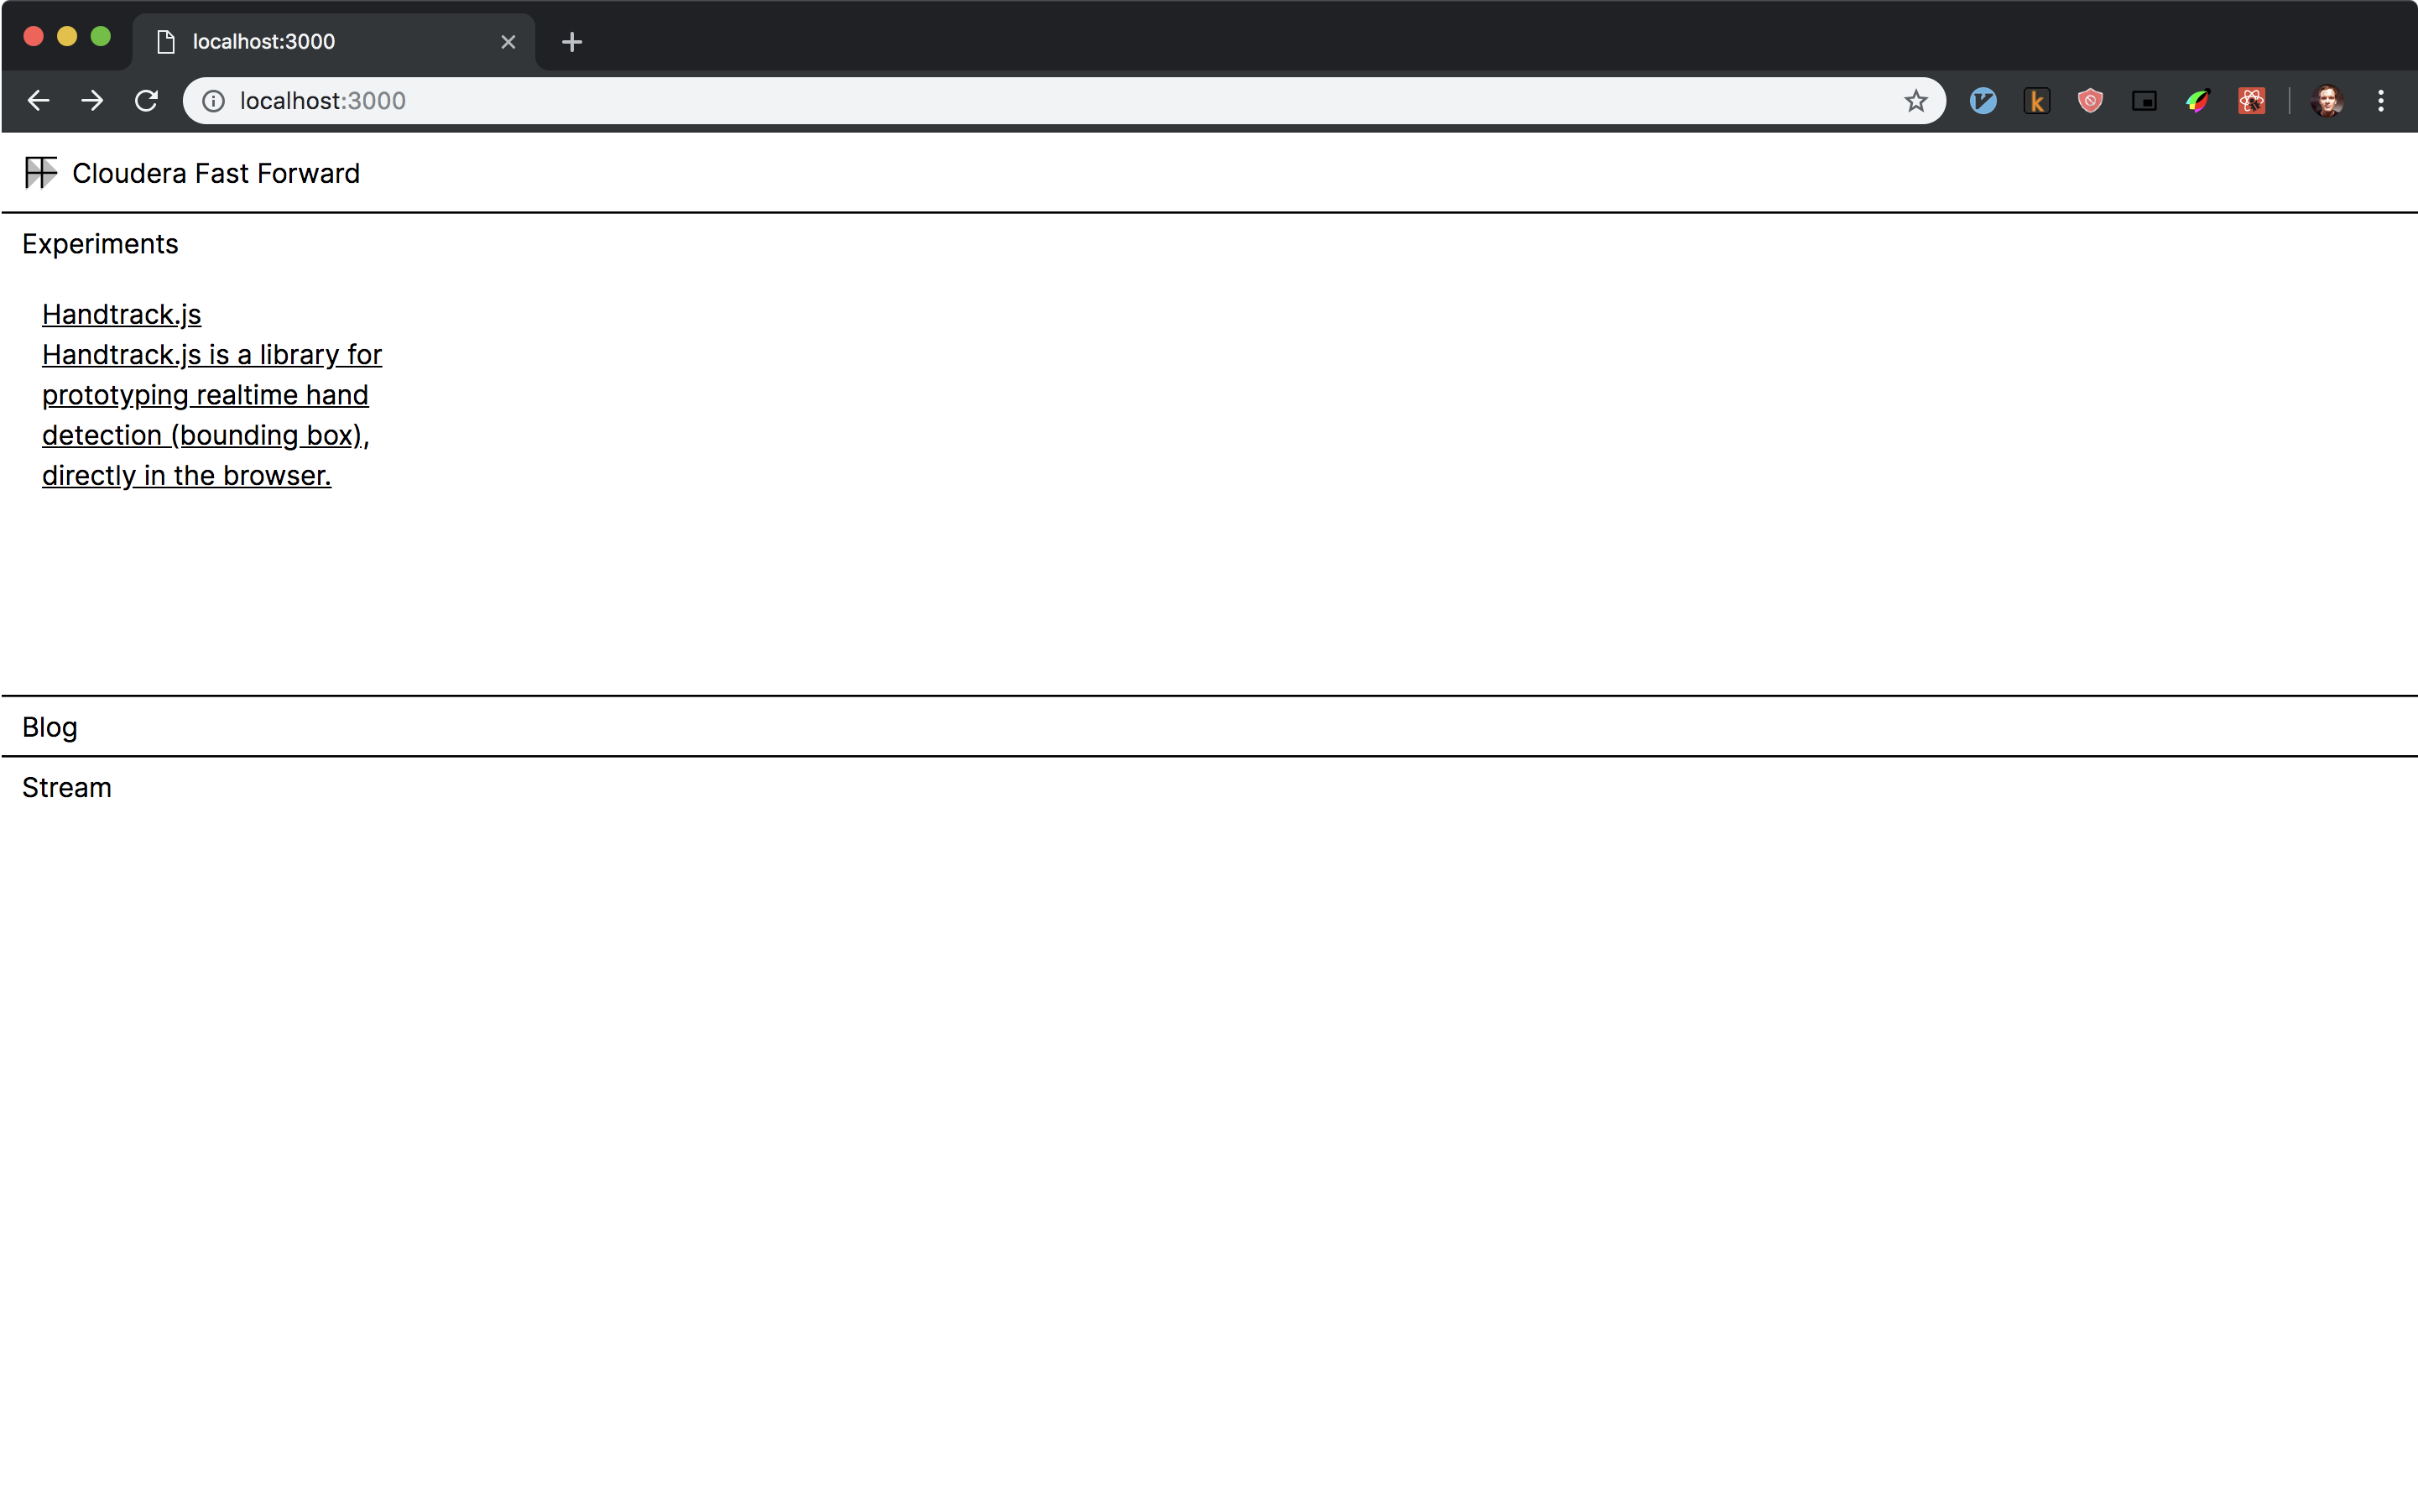 localhost:3000
localhost:3000
Cloudera Fast Forward
Experiments
Handtrack.js
Handtrack.js is a library for
prototyping realtime hand
detection (bounding box),
directly in the browser.
Blog
Stream